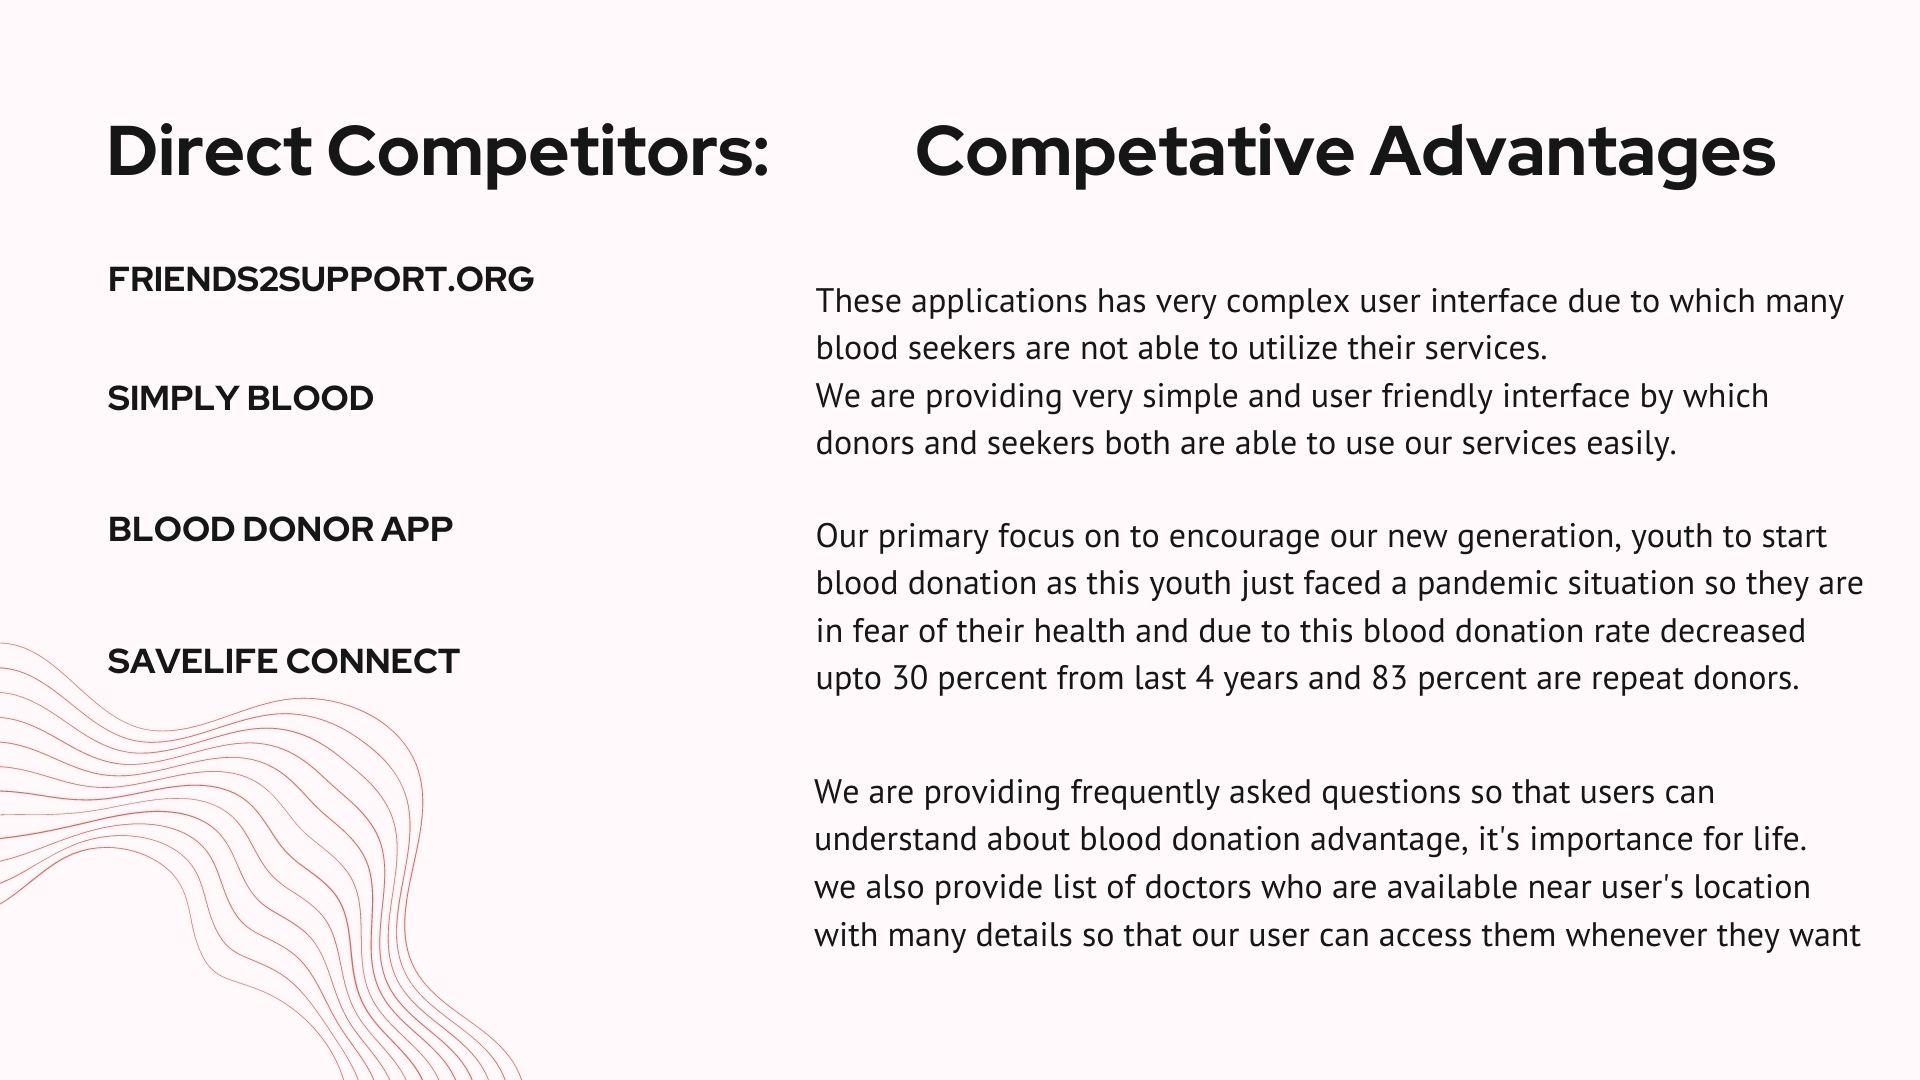 Direct Competitors:
FRIENDS2SUPPORT.ORG
SIMPLY BLOOD
BLOOD DONOR APP
SAVELIFE CONNECT
Competative Advantages
These applications has very complex user interface due to which many
blood seekers are not able to utilize their services.
We are providing very simple and user friendly interface by which
donors and seekers both are able to use our services easily.
Our primary focus on to encourage our new generation, youth to start
blood donation as this youth just faced a pandemic situation so they are
in fear of their health and due to this blood donation rate decreased
upto 30 percent from last 4 years and 83 percent are repeat donors.
We are providing frequently asked questions so that users can
understand about blood donation advantage, it's importance for life.
we also provide list of doctors who are available near user's location
with many details so that our user can access them whenever they want